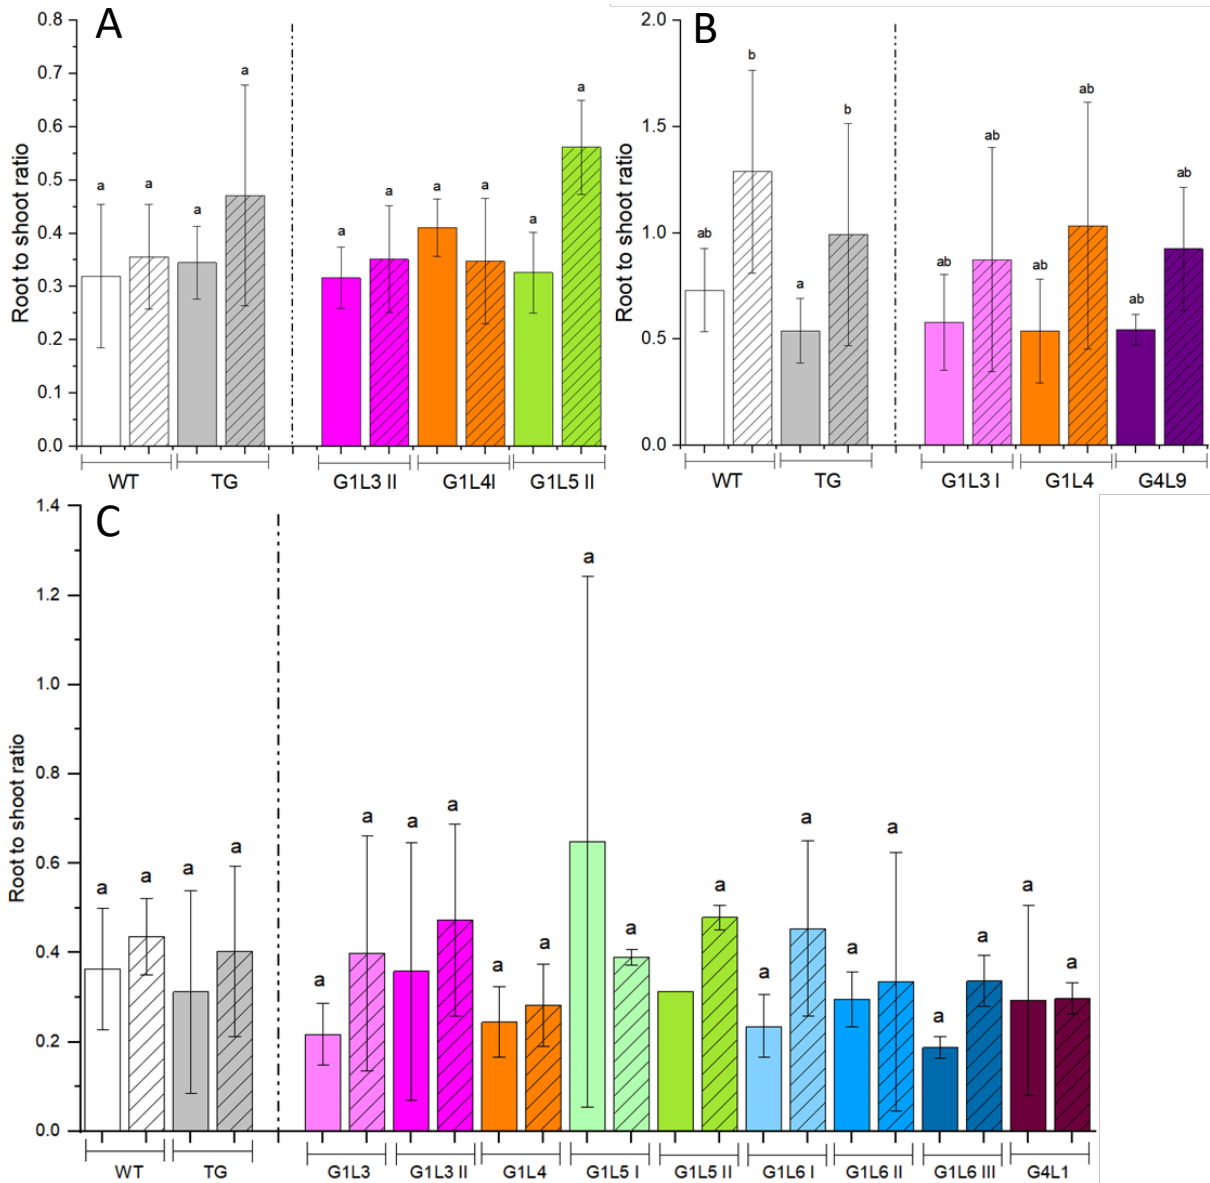 A
Root to shoot ratio
0.8
0.7
0.6
0.5
0.4
0.3
0.2
0.1
0.0
a a a a a a a a a a
WT TG G1L3 II G1L4I G1L5 II
B
Root to shoot ratio
2.0
1.5
1.0
0.5
0.0
ab b a b ab ab ab ab ab ab
WT TG G1L3 I G1L4 G4L9
C
Root to shoot ratio
1.4
1.2
1.0
0.8
0.6
0.4
0.2
0.0
a a a a a a a a a a a a a a a a a a a a a
WT TG G1L3 G1L3 II G1L4 G1L5 I G1L5 II G1L6 I G1L6 II G1L6 III G4L1